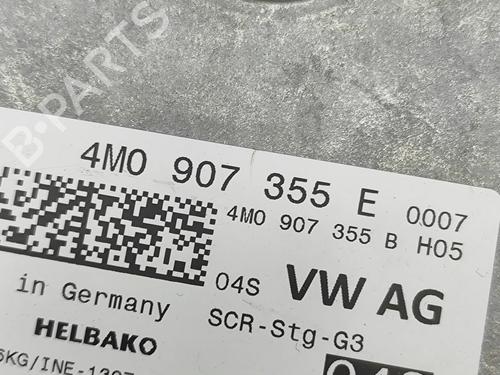 B-PARTS
4M0 907 355 E 0007
4M0 907 355 B H05
04S VW AG
in Germany
SCR-Stg-G3
HELBAKO